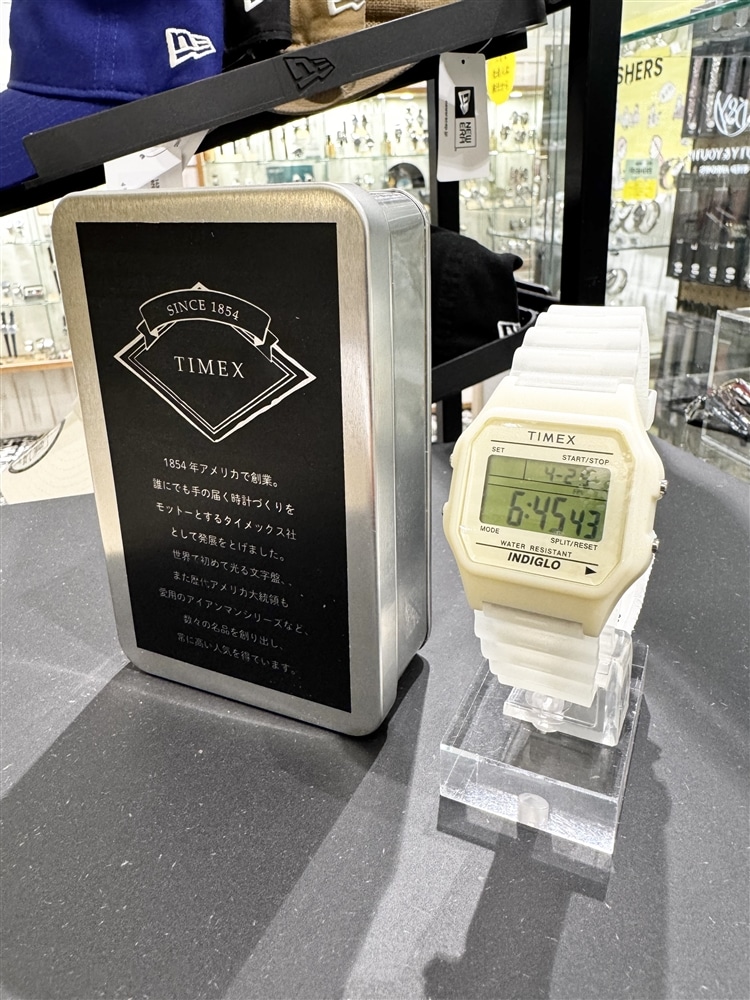 NEW ERA
SHERS
SINCE 1854
TIMEX
1854年アメリカで創業。
誰にでも手の届く時計づくりを
モットーとするタイメックス社
として発展をとげました。
世界で初めて光る文字盤、
また歴代アメリカ大統領も
愛用のアイアンマンシリーズなど、
数々の名品を創り出し、
常に高い人気を得ています。
TIMEX
SET START/STOP
6:45 43
MODE SPLIT/RESET
WATER RESISTANT
INDIGLO